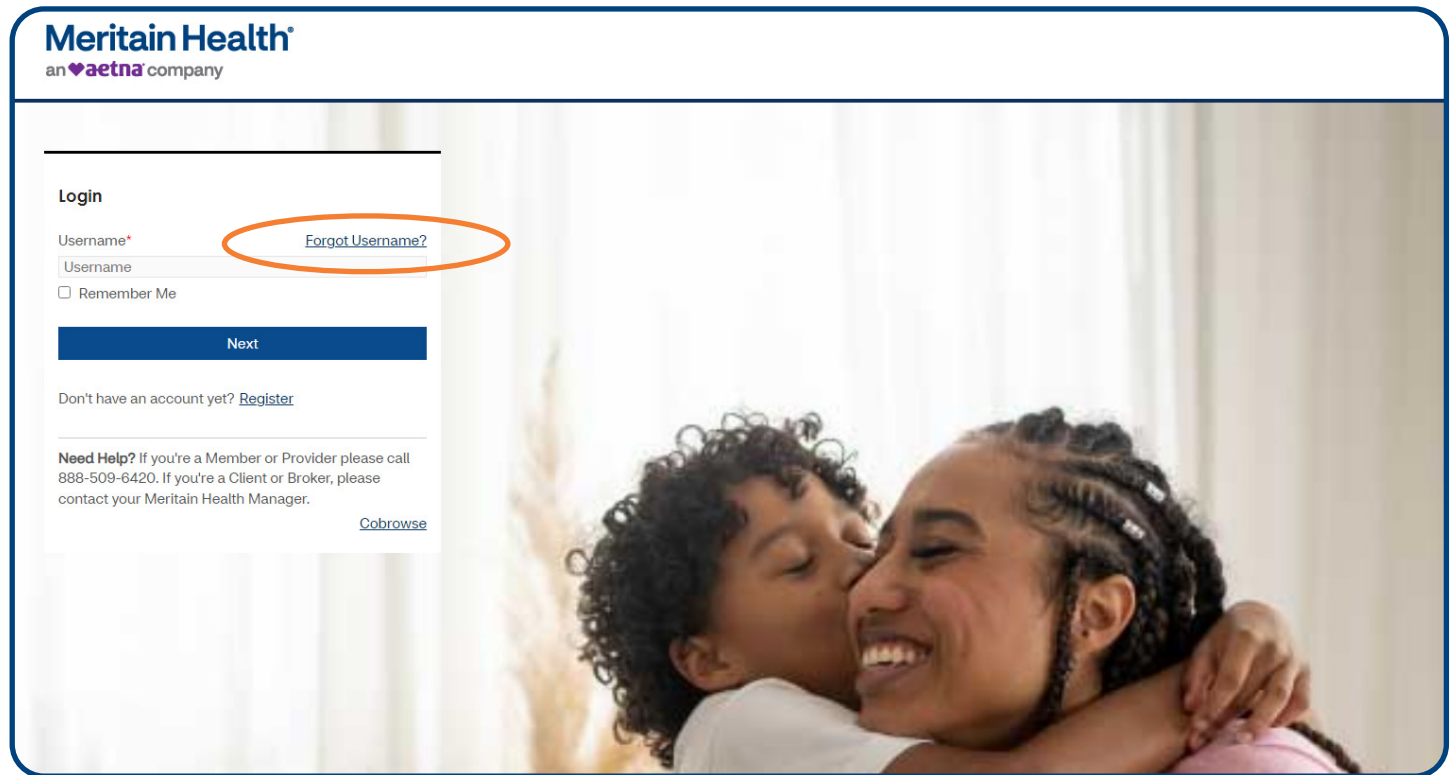 Meritain Health®
an aetna company
Login
Username* Forgot Username?
Username
Remember Me
Next
Don't have an account yet? Register
Need Help? If you're a Member or Provider please call
888-509-6420. If you're a Client or Broker, please
contact your Meritain Health Manager.
Cobrowse